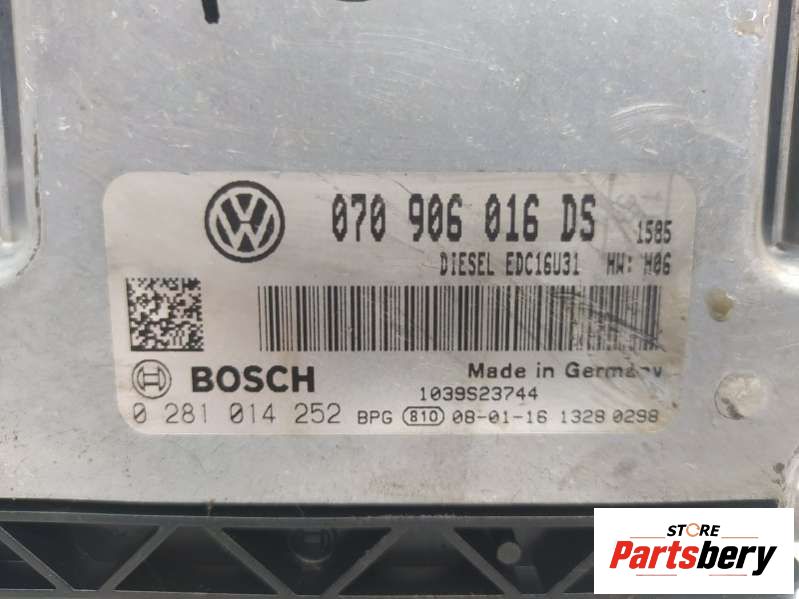 070 906 016 DS 1585
DIESEL EDC16U31 HW: H06
BOSCH Made in Germany
1039S23744
0 281 014 252 BPG 810 08-01-16 1328 0298
STORE
Partsbery